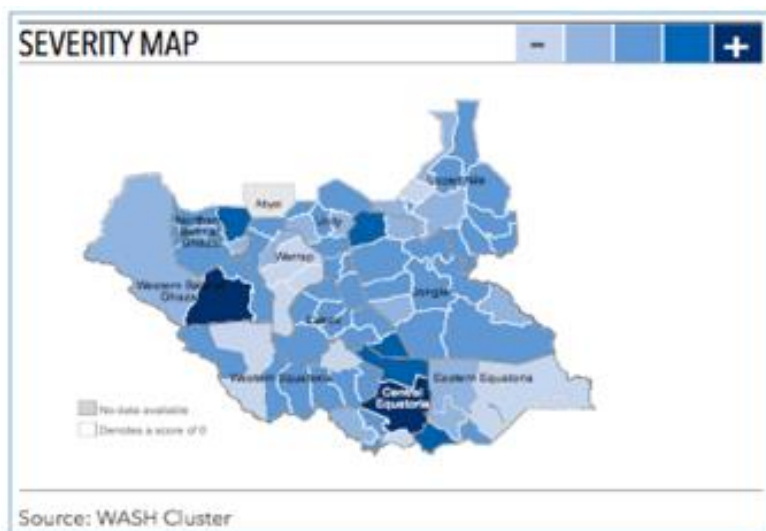 SEVERITY MAP
-
+
Upper Nile
Abyei
Unity
Northern
Bahr el
Ghazal
Warrap
Western Bahr el
Ghazal
Jonglei
Lakes
Western Equatoria
Eastern Equatoria
Central
Equatoria
No data available
Denotes a score of 0
Source: WASH Cluster